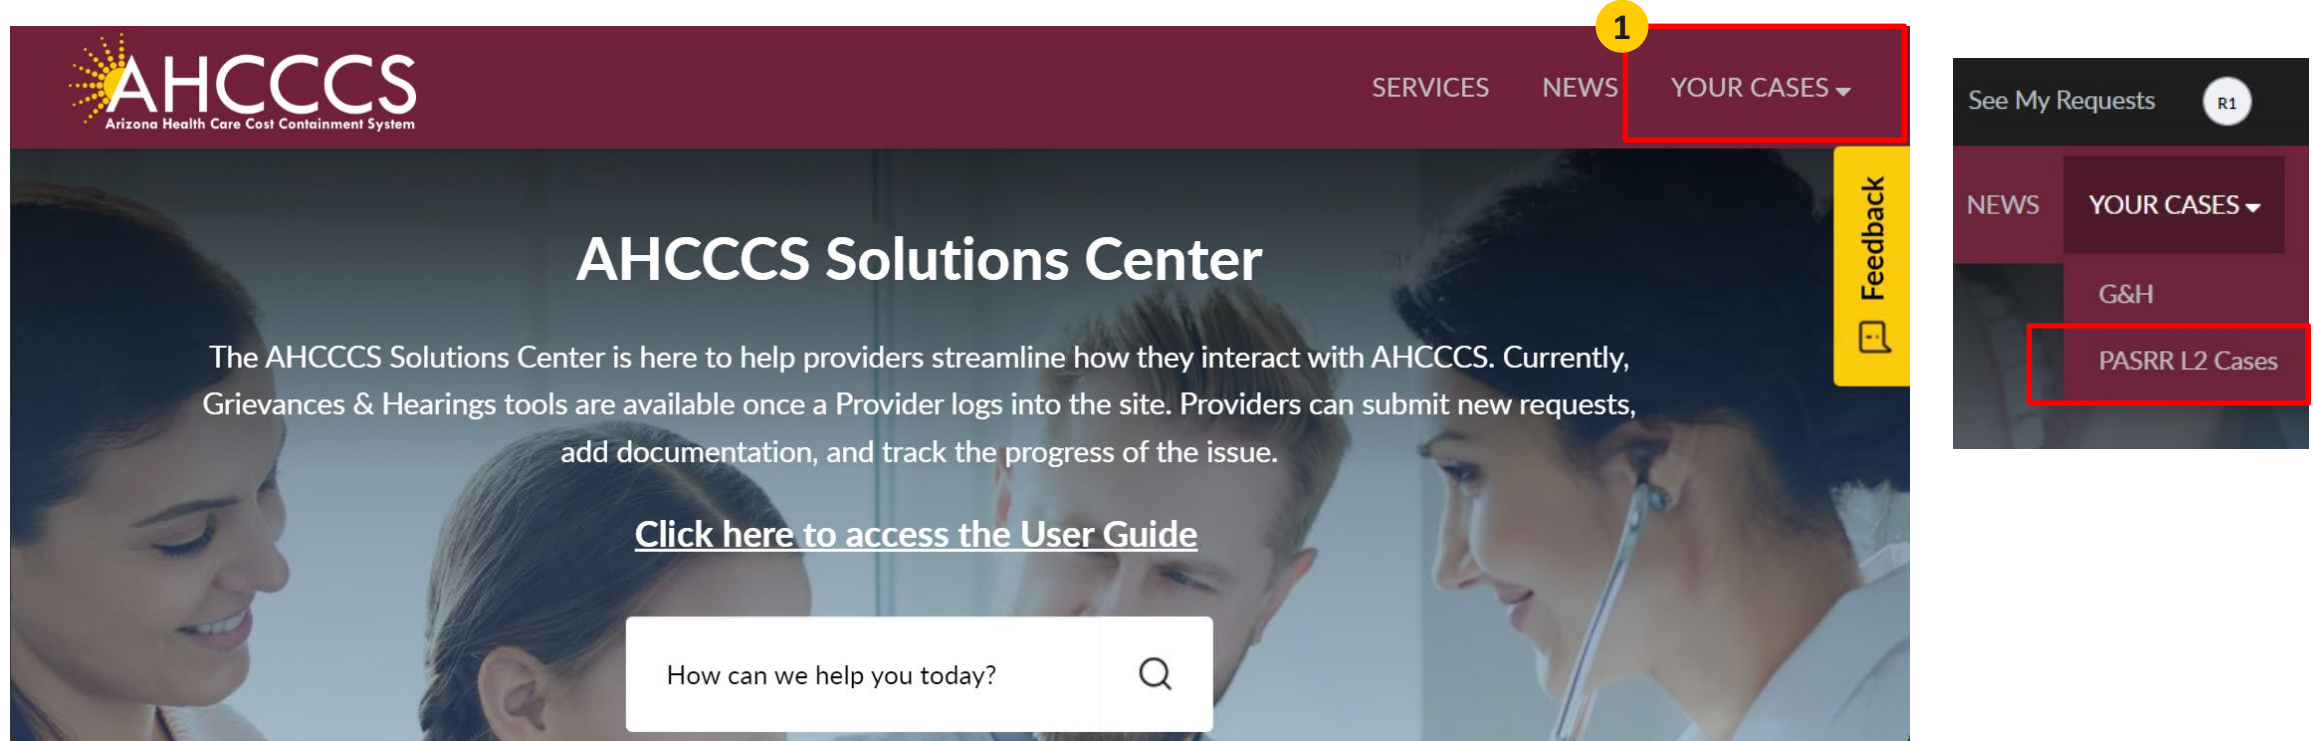 1
AHCCCS
Arizona Health Care Cost Containment System
SERVICES NEWS YOUR CASES
Feedback
AHCCCS Solutions Center
The AHCCCS Solutions Center is here to help providers streamline how they interact with AHCCCS. Currently,
Grievances & Hearings tools are available once a Provider logs into the site. Providers can submit new requests,
add documentation, and track the progress of the issue.
Click here to access the User Guide
How can we help you today?
See My Requests R1
NEWS YOUR CASES
G&H
PASRR L2 Cases